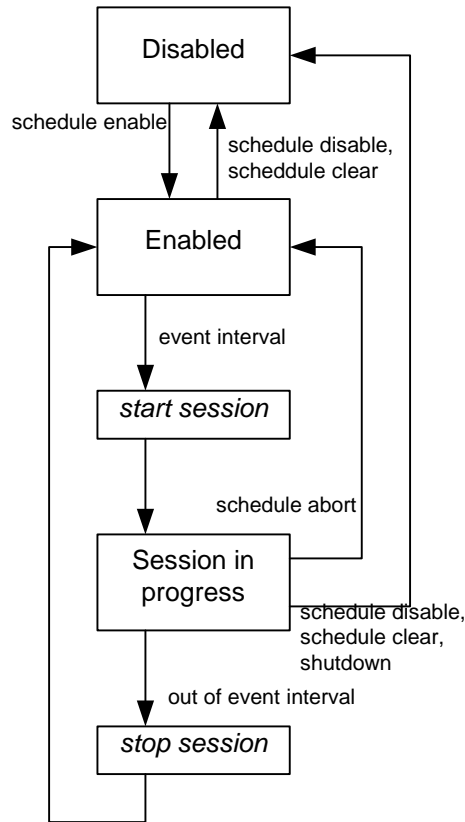 Disabled
schedule enable
schedule disable,
scheddule clear
Enabled
event interval
start session
schedule abort
Session in
progress
schedule disable,
schedule clear,
shutdown
out of event interval
stop session